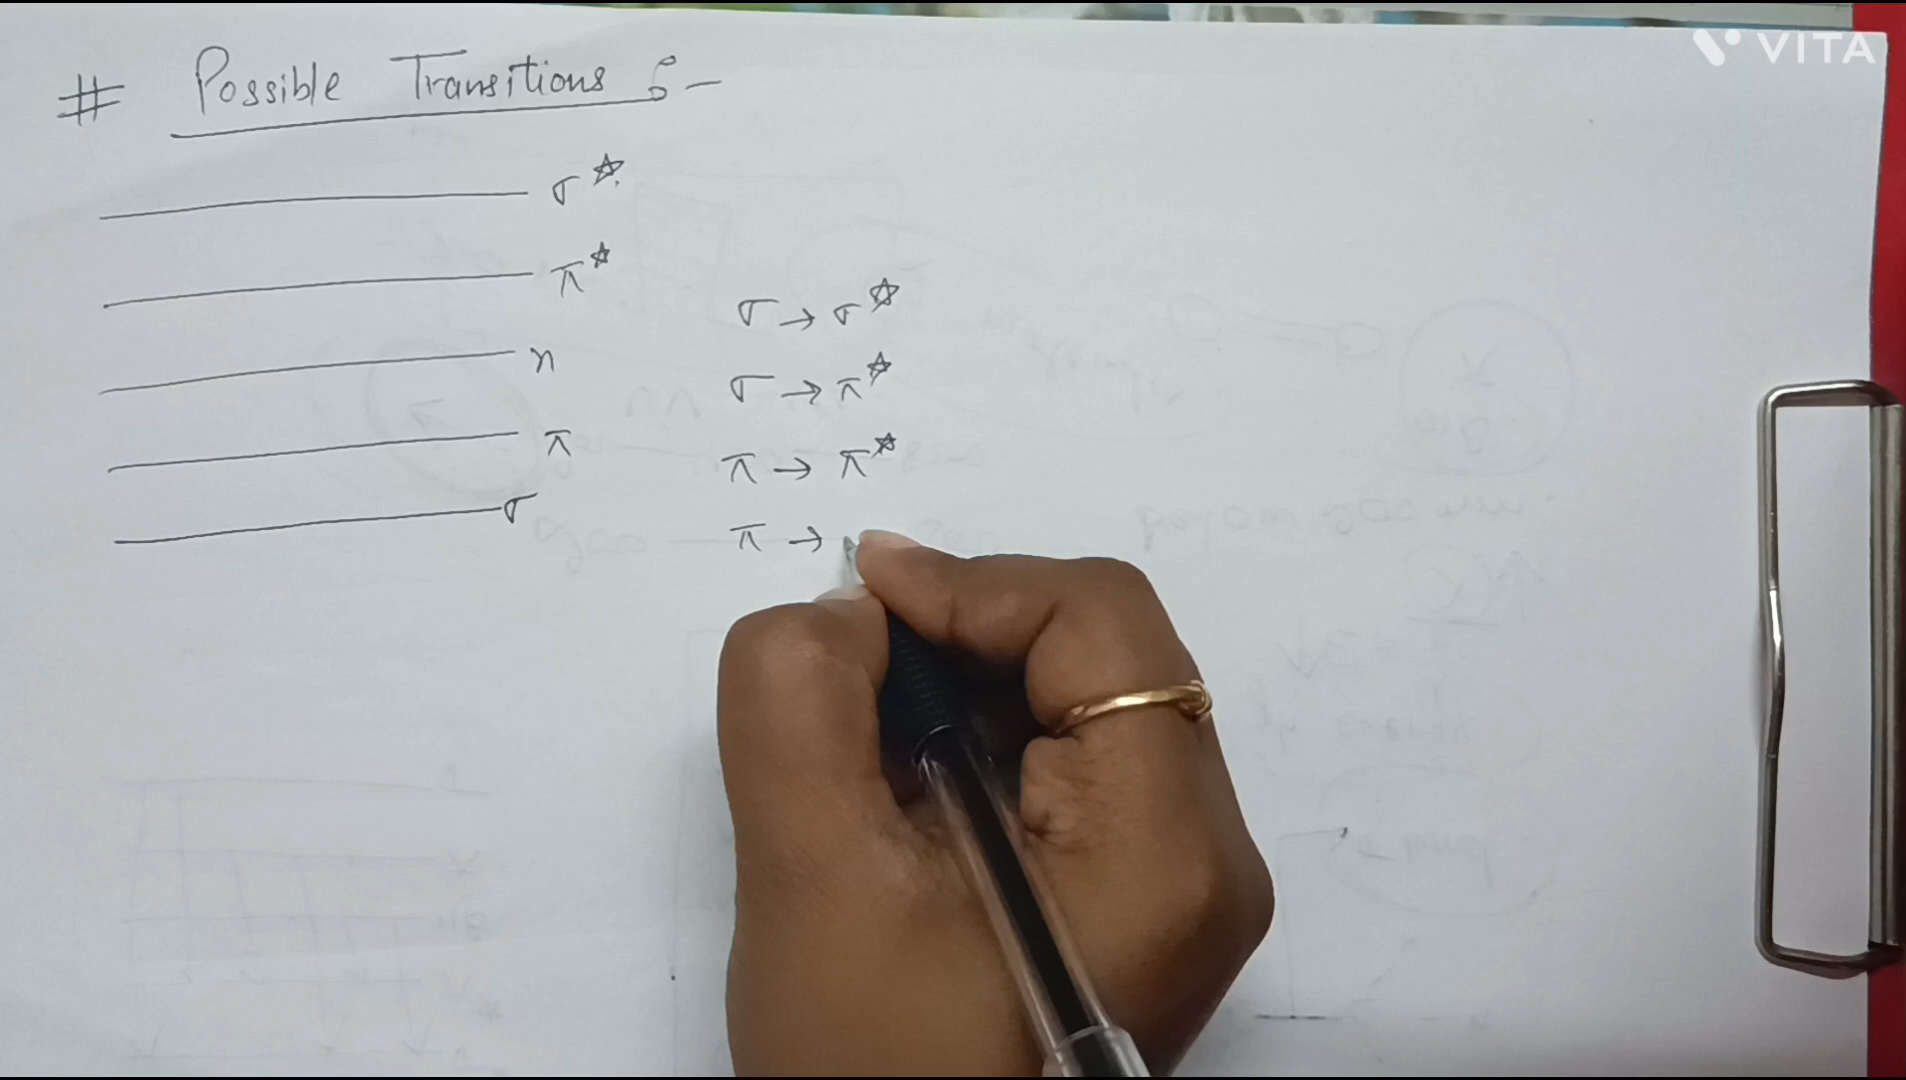 VITA
# Possible Transitions :-
σ*
π*
n
π
σ
σ → σ*
σ → π*
π → π*
π →